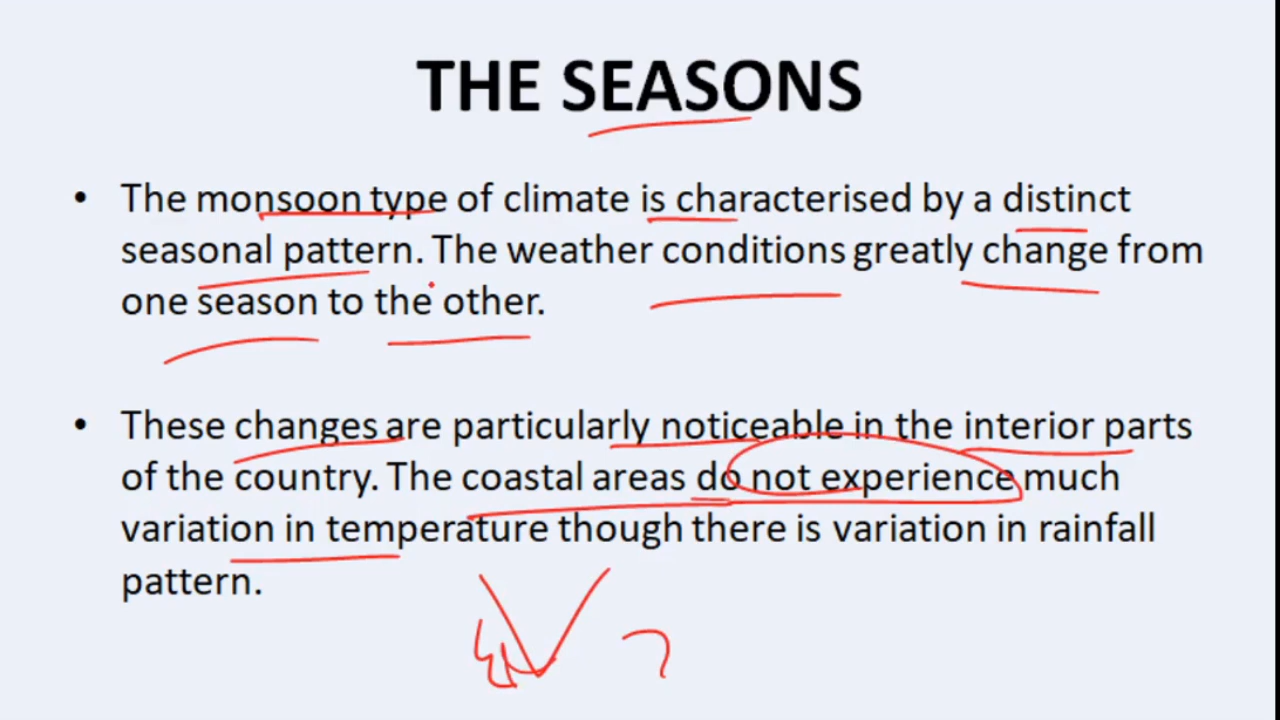 THE SEASONS
• The monsoon type of climate is characterised by a distinct
seasonal pattern. The weather conditions greatly change from
one season to the other.
• These changes are particularly noticeable in the interior parts
of the country. The coastal areas do not experience much
variation in temperature though there is variation in rainfall
pattern.